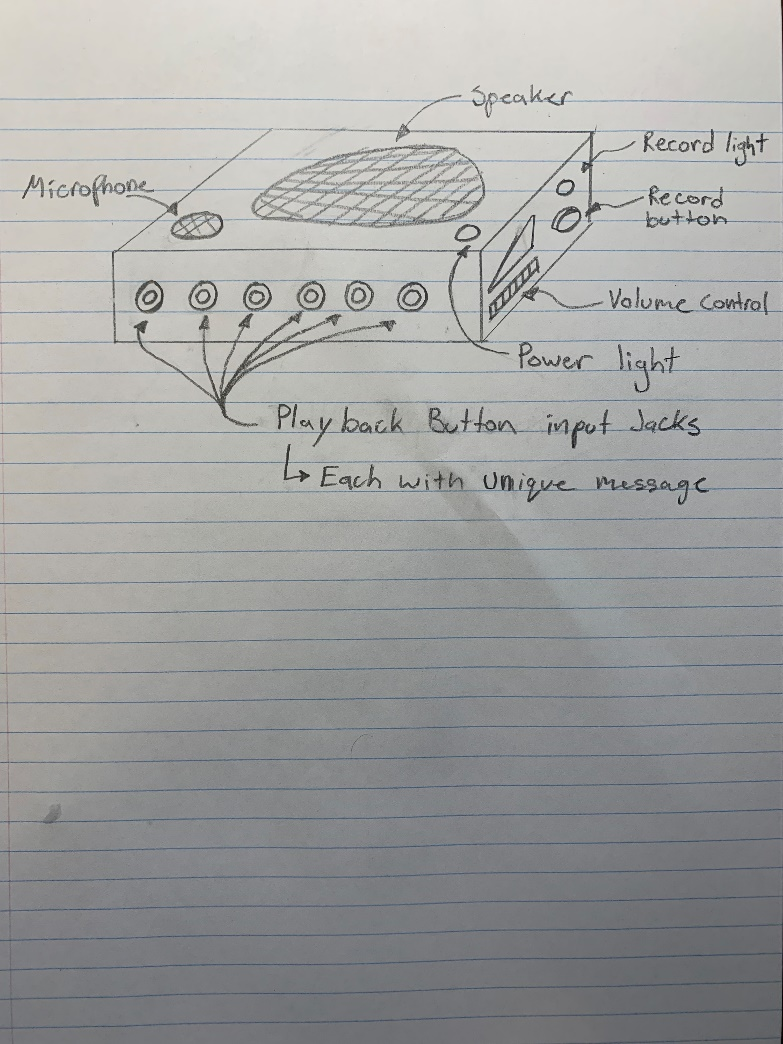 Speaker
Record light
Microphone
Record
button
Volume Control
Power light
Playback Button input Jacks
Each with unique message